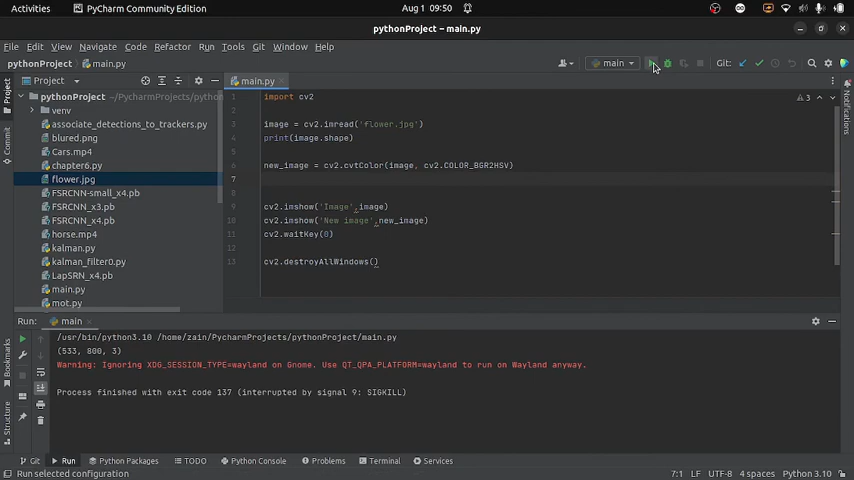 PyCharm Community Edition
Aug 1 09:50
pythonProject – main.py
File Edit View Navigate Code Refactor Run Tools Git Window Help
pythonProject main.py
main
Git:
Project
main.py
3
pythonProject ~/PycharmProjects/pythonProject
venv
associate_detections_to_trackers.py
blured.png
Cars.mp4
chapter6.py
flower.jpg
FSRCNN-small_x4.pb
FSRCNN_x3.pb
FSRCNN_x4.pb
horse.mp4
kalman.py
kalman_filter0.py
LapSRN_x4.pb
main.py
mot.py
1 import cv2
2
3 image = cv2.imread('flower.jpg')
4 print(image.shape)
5
6 new_image = cv2.cvtColor(image, cv2.COLOR_BGR2HSV)
7
8
9 cv2.imshow('Image',image)
10 cv2.imshow('New image',new_image)
11 cv2.waitKey(0)
12
13 cv2.destroyAllWindows()
Project
Commit
Bookmarks
Structure
Notifications
Run: main
/usr/bin/python3.10 /home/zain/PycharmProjects/pythonProject/main.py
(533, 800, 3)
Warning: Ignoring XDG_SESSION_TYPE=wayland on Gnome. Use QT_QPA_PLATFORM=wayland to run on Wayland anyway.
Process finished with exit code 137 (interrupted by signal 9: SIGKILL)
Git Run Python Packages TODO Python Console Problems Terminal Services
Run selected configuration
7:1 LF UTF-8 4 spaces Python 3.10